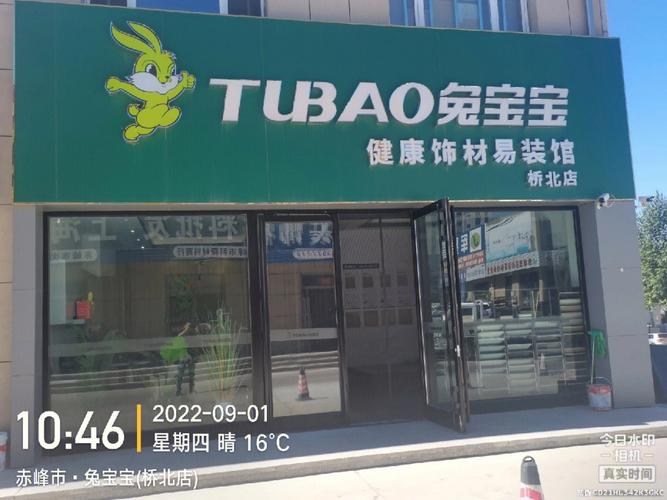 TUBAO兔宝宝
健康饰材易装馆
桥北店
10:46
2022-09-01
星期四 晴 16°C
赤峰市·兔宝宝(桥北店)
今日水印
相机
真实时间